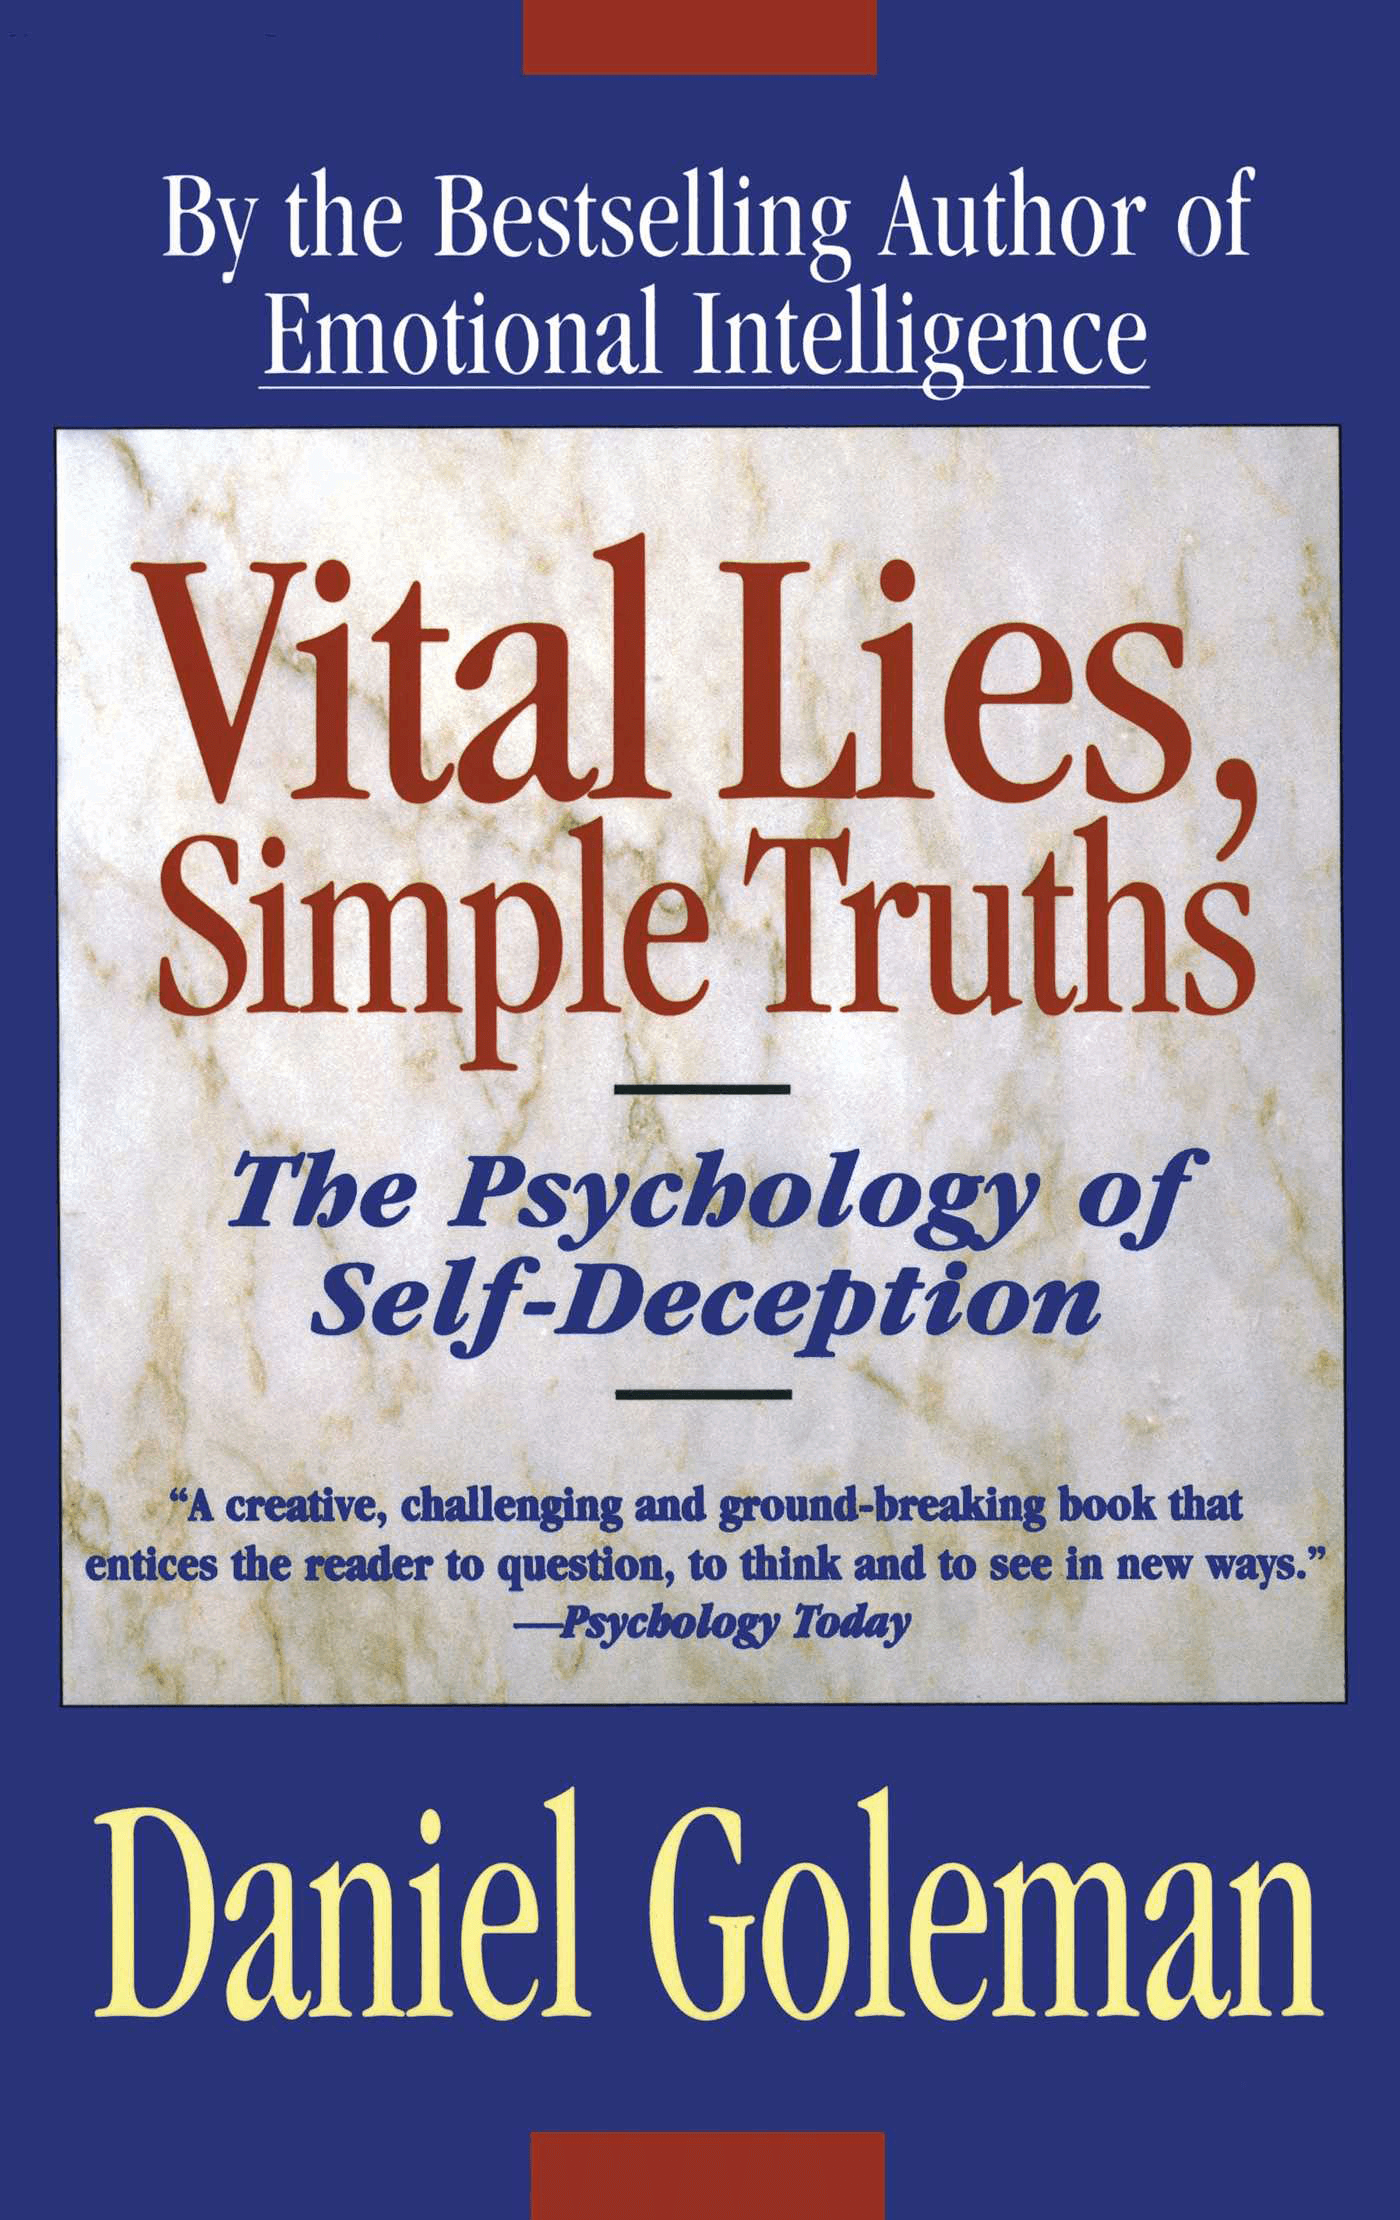 By the Bestselling Author of
Emotional Intelligence
Vital Lies,
Simple Truths
The Psychology of
Self-Deception
“A creative, challenging and ground-breaking book that
entices the reader to question, to think and to see in new ways.”
—Psychology Today
Daniel Goleman